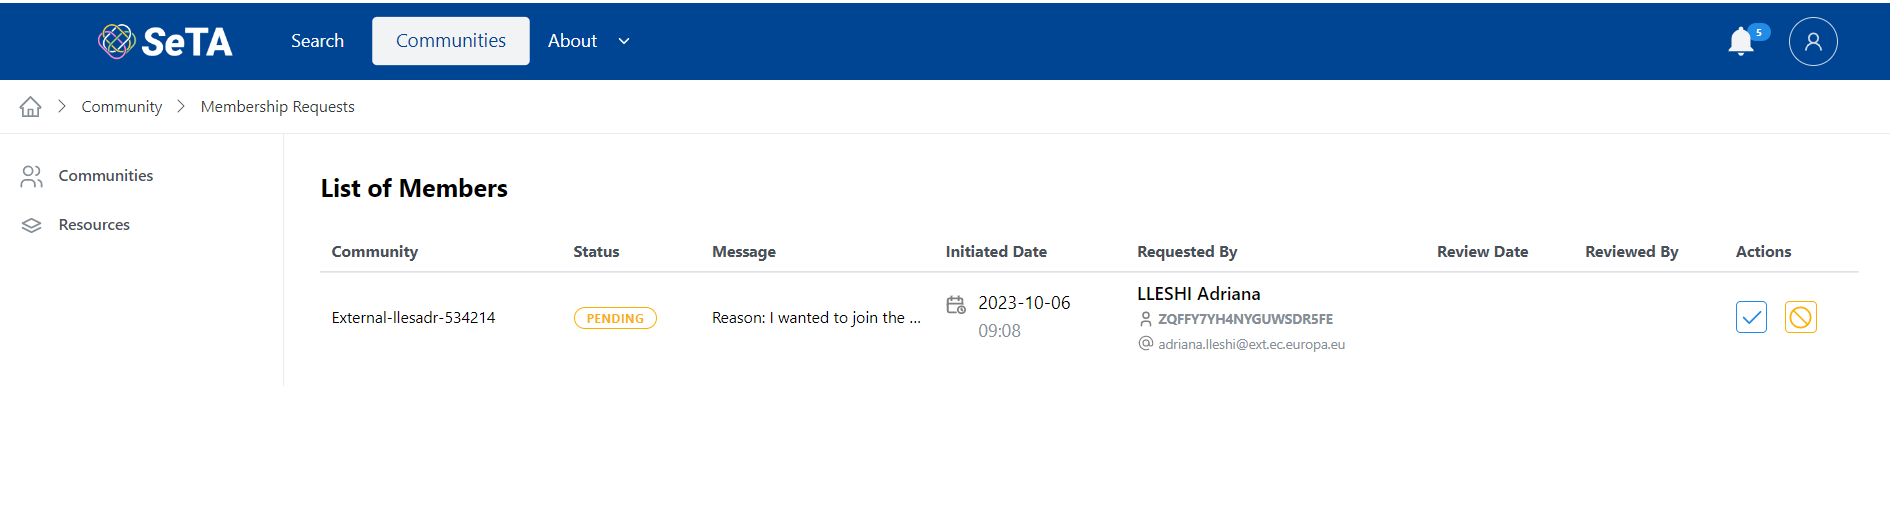 SeTA
Search
Communities
About
5
Community
Membership Requests
Communities
Resources
List of Members
Community Status Message Initiated Date Requested By Review Date Reviewed By Actions
External-llesadr-534214 PENDING Reason: I wanted to join the ...
2023-10-06
09:08
LLESHI Adriana
ZQFFY7YH4NYGUWSDR5FE
adriana.lleshi@ext.ec.europa.eu